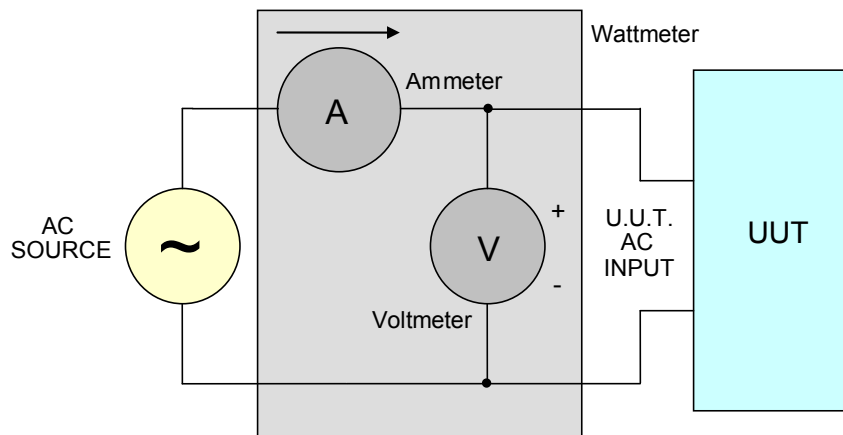 Wattmeter
Ammeter
A
AC
SOURCE
~
V
+
-
Voltmeter
U.U.T.
AC
INPUT
UUT